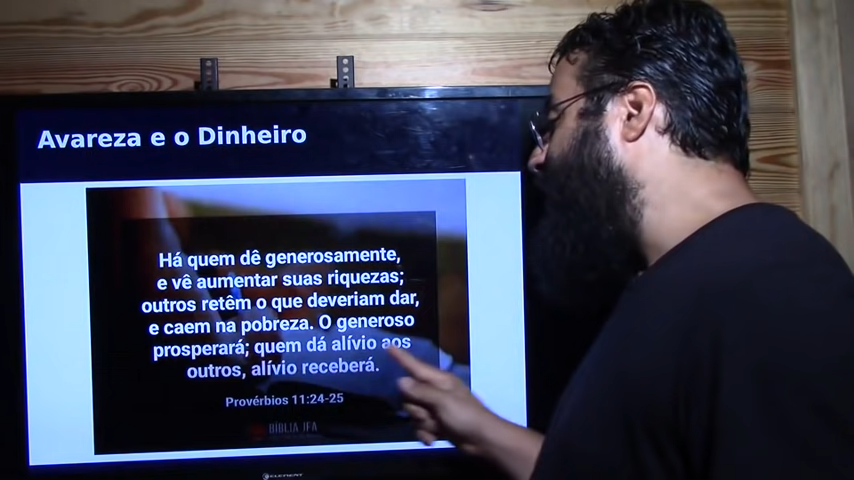 Avareza e o Dinheiro
Há quem dê generosamente,
e vê aumentar suas riquezas;
outros retêm o que deveriam dar,
e caem na pobreza. O generoso
prosperará; quem dá alívio aos
outros, alívio receberá.
Provérbios 11:24-25
BÍBLIA JFA
ELEMENT